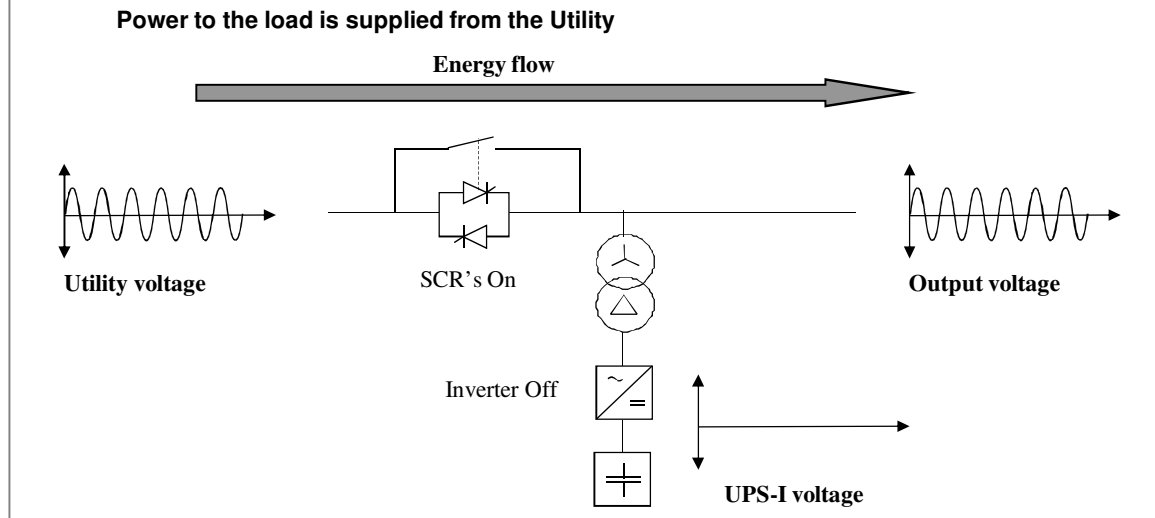 Power to the load is supplied from the Utility
Energy flow
Utility voltage
SCR's On
Output voltage
Inverter Off
UPS-I voltage